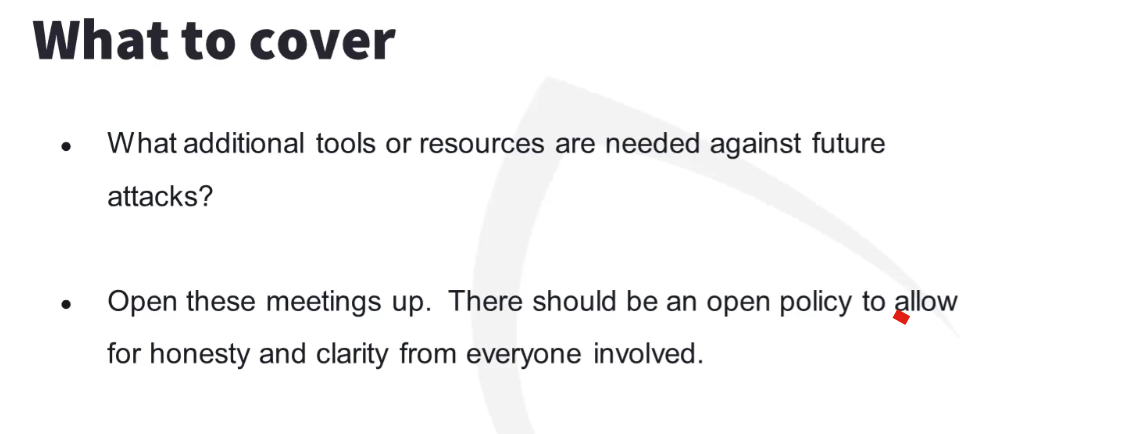 What to cover
• What additional tools or resources are needed against future
attacks?
• Open these meetings up.  There should be an open policy to allow
for honesty and clarity from everyone involved.